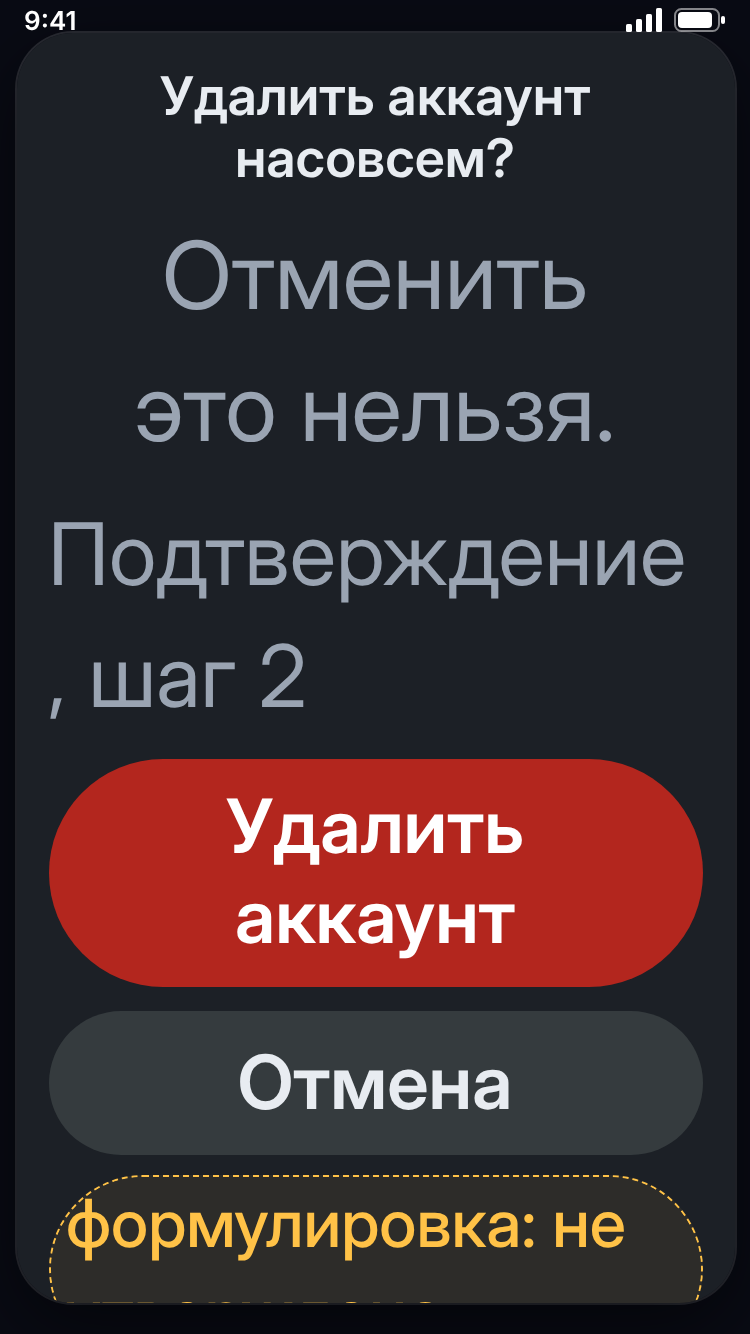 9:41
Удалить аккаунт
насовсем?
Отменить
это нельзя.
Подтверждение
, шаг 2
Удалить
аккаунт
Отмена
формулировка: не